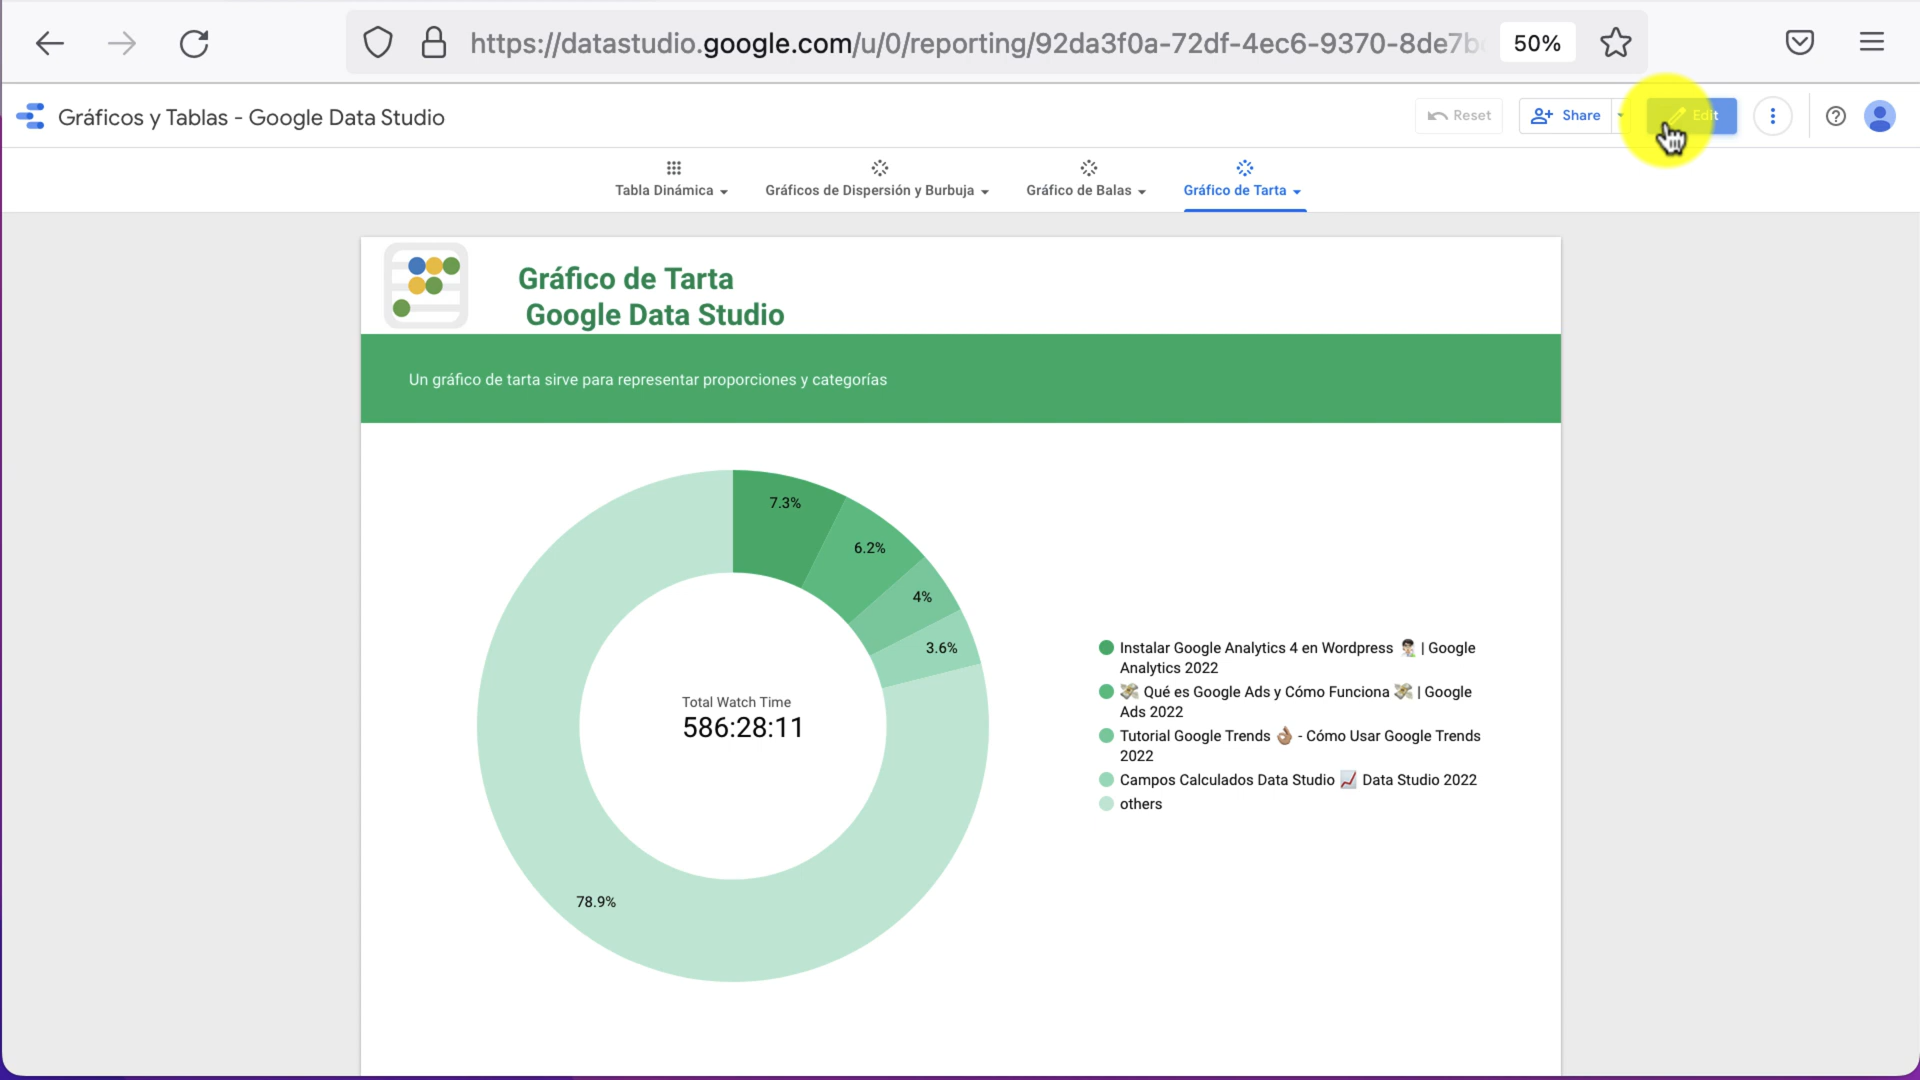 https://datastudio.google.com/u/0/reporting/92da3f0a-72df-4ec6-9370-8de7b
50%
Gráficos y Tablas - Google Data Studio
Reset
Share
Edit
Tabla Dinámica
Gráficos de Dispersión y Burbuja
Gráfico de Balas
Gráfico de Tarta
Gráfico de Tarta
Google Data Studio
Un gráfico de tarta sirve para representar proporciones y categorías
7.3%
6.2%
4%
3.6%
78.9%
Total Watch Time
586:28:11
Instalar Google Analytics 4 en Wordpress 👨🏻‍💻 | Google
Analytics 2022
💸 Qué es Google Ads y Cómo Funciona 💸 | Google
Ads 2022
Tutorial Google Trends 👌🏽 - Cómo Usar Google Trends
2022
Campos Calculados Data Studio 📈 Data Studio 2022
others